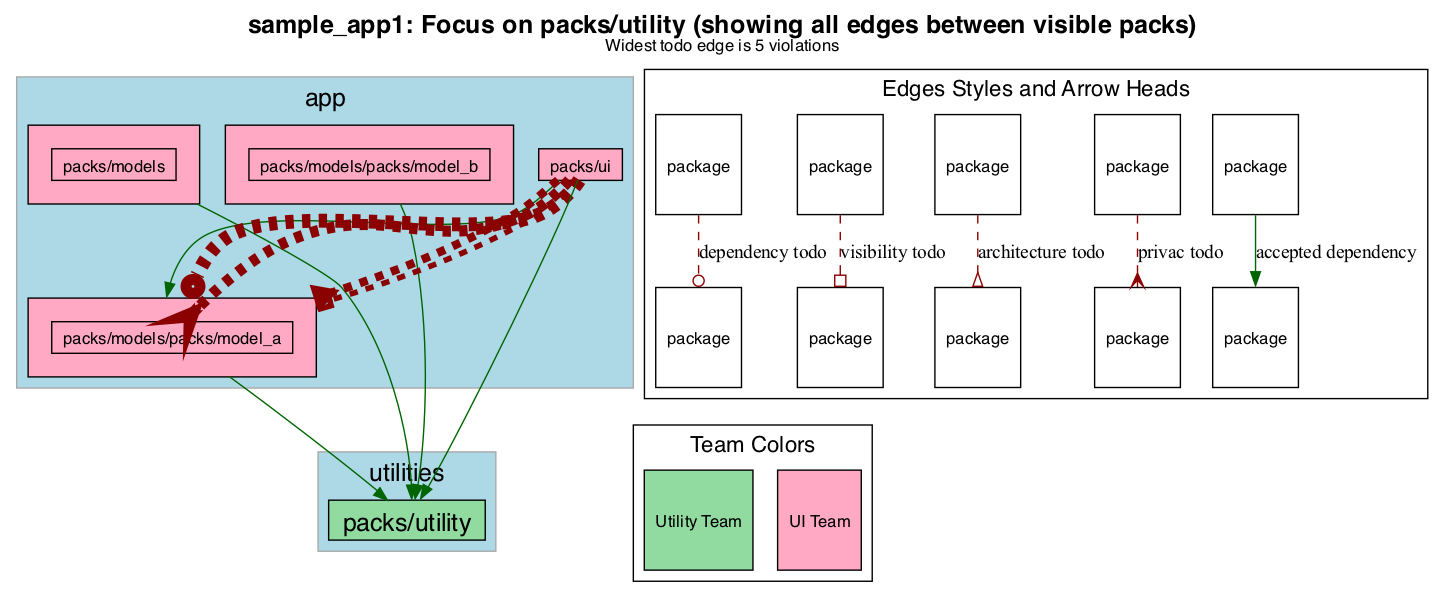 sample_app1: Focus on packs/utility (showing all edges between visible packs)
Widest todo edge is 5 violations
app
packs/models
packs/models/packs/model_b
packs/ui
packs/models/packs/model_a
utilities
packs/utility
Edges Styles and Arrow Heads
package
package
package
package
package
dependency todo
visibility todo
architecture todo
privac todo
accepted dependency
package
package
package
package
package
Team Colors
Utility Team
UI Team